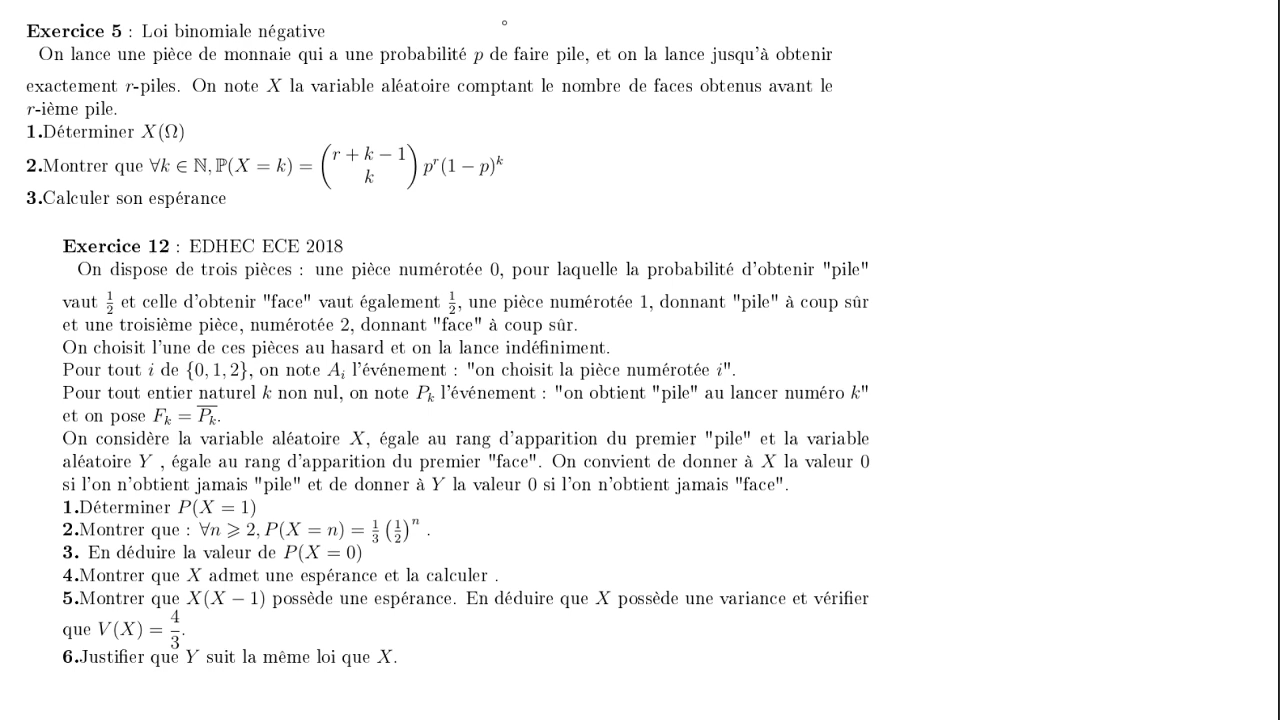 Exercice 5 : Loi binomiale négative
On lance une pièce de monnaie qui a une probabilité p de faire pile, et on la lance jusqu'à obtenir
exactement r-piles. On note X la variable aléatoire comptant le nombre de faces obtenus avant le
r-ième pile.
1.Déterminer X(Ω)
2.Montrer que ∀k ∈ ℕ, ℙ(X = k) = \binom{r + k − 1}{k} p^r(1 − p)^k
3.Calculer son espérance
Exercice 12 : EDHEC ECE 2018
On dispose de trois pièces : une pièce numérotée 0, pour laquelle la probabilité d'obtenir "pile"
vaut \frac{1}{2} et celle d'obtenir "face" vaut également \frac{1}{2}, une pièce numérotée 1, donnant "pile" à coup sûr
et une troisième pièce, numérotée 2, donnant "face" à coup sûr.
On choisit l'une de ces pièces au hasard et on la lance indéfiniment.
Pour tout i de {0, 1, 2}, on note A_i l'événement : "on choisit la pièce numérotée i".
Pour tout entier naturel k non nul, on note P_k l'événement : "on obtient "pile" au lancer numéro k"
et on pose F_k = \overline{P_k}.
On considère la variable aléatoire X, égale au rang d'apparition du premier "pile" et la variable
aléatoire Y , égale au rang d'apparition du premier "face". On convient de donner à X la valeur 0
si l'on n'obtient jamais "pile" et de donner à Y la valeur 0 si l'on n'obtient jamais "face".
1.Déterminer P(X = 1)
2.Montrer que : ∀n ⩾ 2, P(X = n) = \frac{1}{3} (\frac{1}{2})^n .
3. En déduire la valeur de P(X = 0)
4.Montrer que X admet une espérance et la calculer .
5.Montrer que X(X − 1) possède une espérance. En déduire que X possède une variance et vérifier
que V(X) = \frac{4}{3}.
6.Justifier que Y suit la même loi que X.